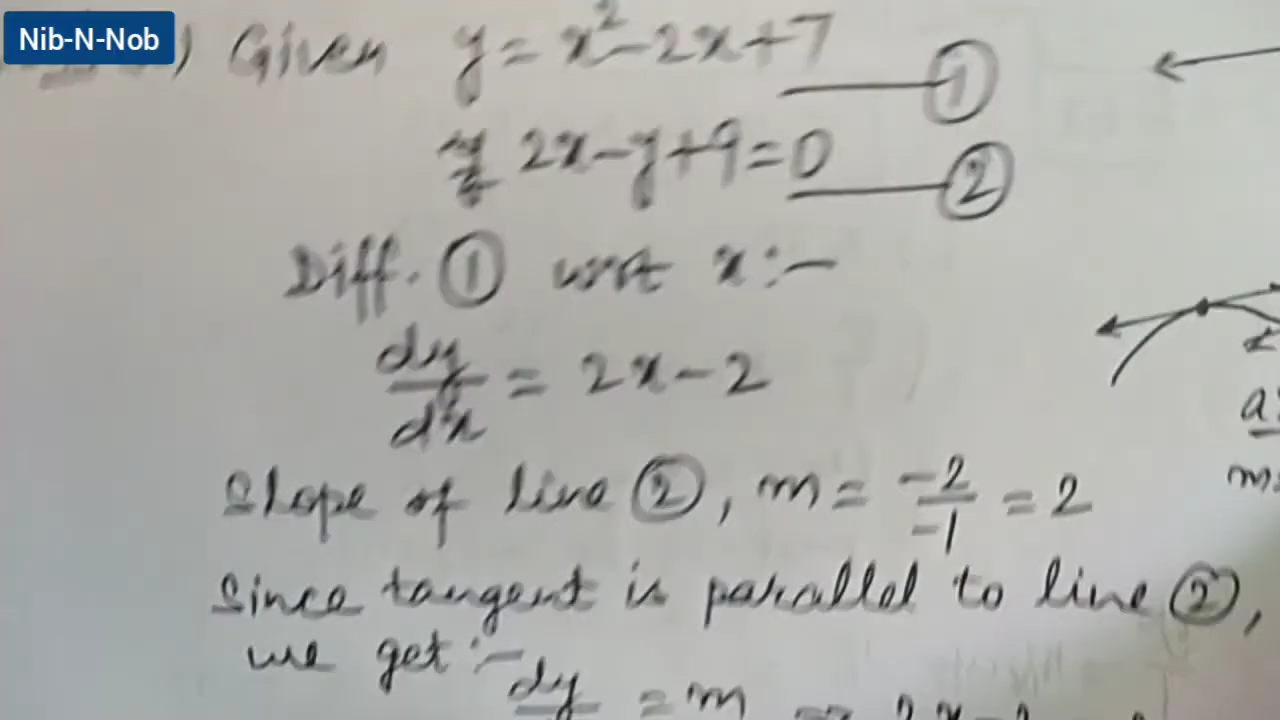 Nib-N-Nob
) Given y = x² - 2x + 7 ——— ①
2x - y + 9 = 0 ——— ②
Diff. ① wrt x :-
dy/dx = 2x - 2
Slope of line ②, m = -2/-1 = 2
Since tangent is parallel to line ②,
we get :-
dy = m